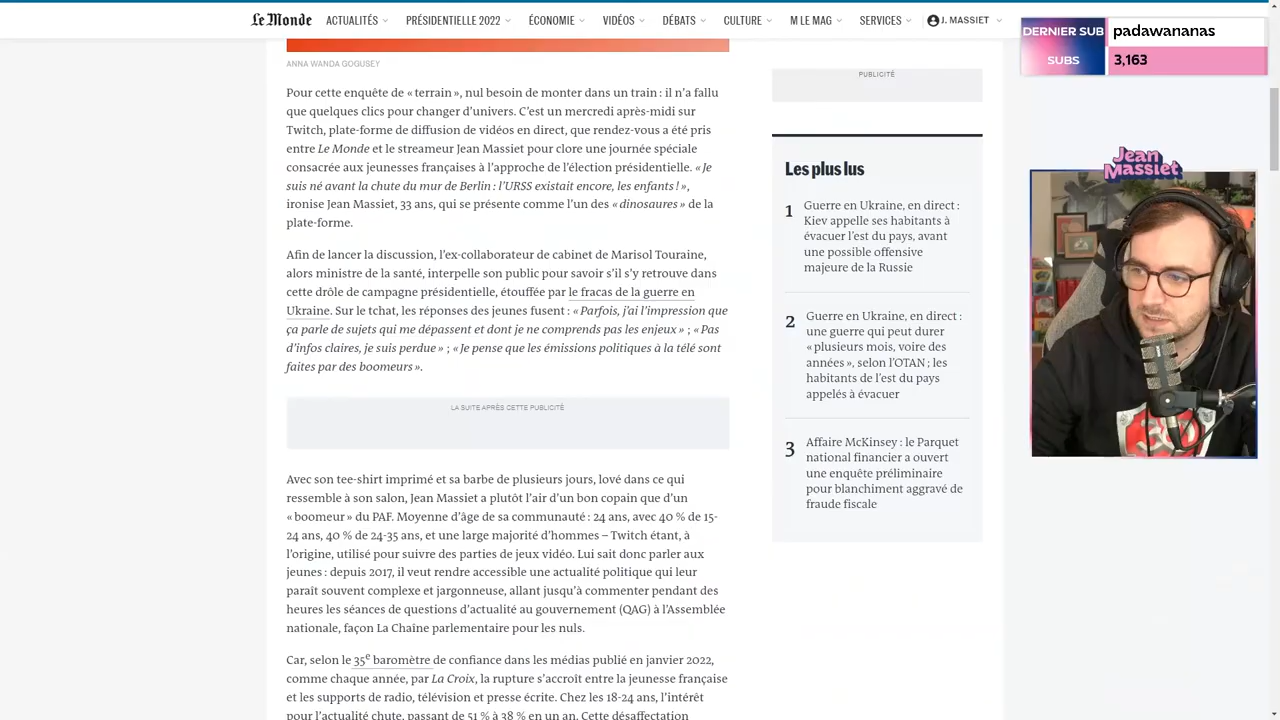 Le Monde
ACTUALITÉS
PRÉSIDENTIELLE 2022
ÉCONOMIE
VIDÉOS
DÉBATS
CULTURE
M LE MAG
SERVICES
J. MASSIET
DERNIER SUB
padawananas
SUBS
3,163
ANNA WANDA GOGUSEY
Pour cette enquête de « terrain », nul besoin de monter dans un train : il n'a fallu
que quelques clics pour changer d'univers. C'est un mercredi après-midi sur
Twitch, plate-forme de diffusion de vidéos en direct, que rendez-vous a été pris
entre Le Monde et le streameur Jean Massiet pour clore une journée spéciale
consacrée aux jeunesses françaises à l'approche de l'élection présidentielle. « Je
suis né avant la chute du mur de Berlin : l'URSS existait encore, les enfants ! »,
ironise Jean Massiet, 33 ans, qui se présente comme l'un des « dinosaures » de la
plate-forme.
Afin de lancer la discussion, l'ex-collaborateur de cabinet de Marisol Touraine,
alors ministre de la santé, interpelle son public pour savoir s'il s'y retrouve dans
cette drôle de campagne présidentielle, étouffée par le fracas de la guerre en
Ukraine. Sur le tchat, les réponses des jeunes fusent : « Parfois, j'ai l'impression que
ça parle de sujets qui me dépassent et dont je ne comprends pas les enjeux » ; « Pas
d'infos claires, je suis perdue » ; « Je pense que les émissions politiques à la télé sont
faites par des boomeurs ».
LA SUITE APRÈS CETTE PUBLICITÉ
Avec son tee-shirt imprimé et sa barbe de plusieurs jours, lové dans ce qui
ressemble à son salon, Jean Massiet a plutôt l'air d'un bon copain que d'un
« boomeur » du PAF. Moyenne d'âge de sa communauté : 24 ans, avec 40 % de 15-
24 ans, 40 % de 24-35 ans, et une large majorité d'hommes – Twitch étant, à
l'origine, utilisé pour suivre des parties de jeux vidéo. Lui sait donc parler aux
jeunes : depuis 2017, il veut rendre accessible une actualité politique qui leur
paraît souvent complexe et jargonneuse, allant jusqu'à commenter pendant des
heures les séances de questions d'actualité au gouvernement (QAG) à l'Assemblée
nationale, façon La Chaîne parlementaire pour les nuls.
Car, selon le 35e baromètre de confiance dans les médias publié en janvier 2022,
comme chaque année, par La Croix, la rupture s'accroît entre la jeunesse française
et les supports de radio, télévision et presse écrite. Chez les 18-24 ans, l'intérêt
pour l'actualité chute, passant de 51 % à 38 % en un an. Cette désaffection
PUBLICITÉ
Les plus lus
1 Guerre en Ukraine, en direct :
Kiev appelle ses habitants à
évacuer l'est du pays, avant
une possible offensive
majeure de la Russie
2 Guerre en Ukraine, en direct :
une guerre qui peut durer
« plusieurs mois, voire des
années », selon l'OTAN ; les
habitants de l'est du pays
appelés à évacuer
3 Affaire McKinsey : le Parquet
national financier a ouvert
une enquête préliminaire
pour blanchiment aggravé de
fraude fiscale
Jean
Massiet